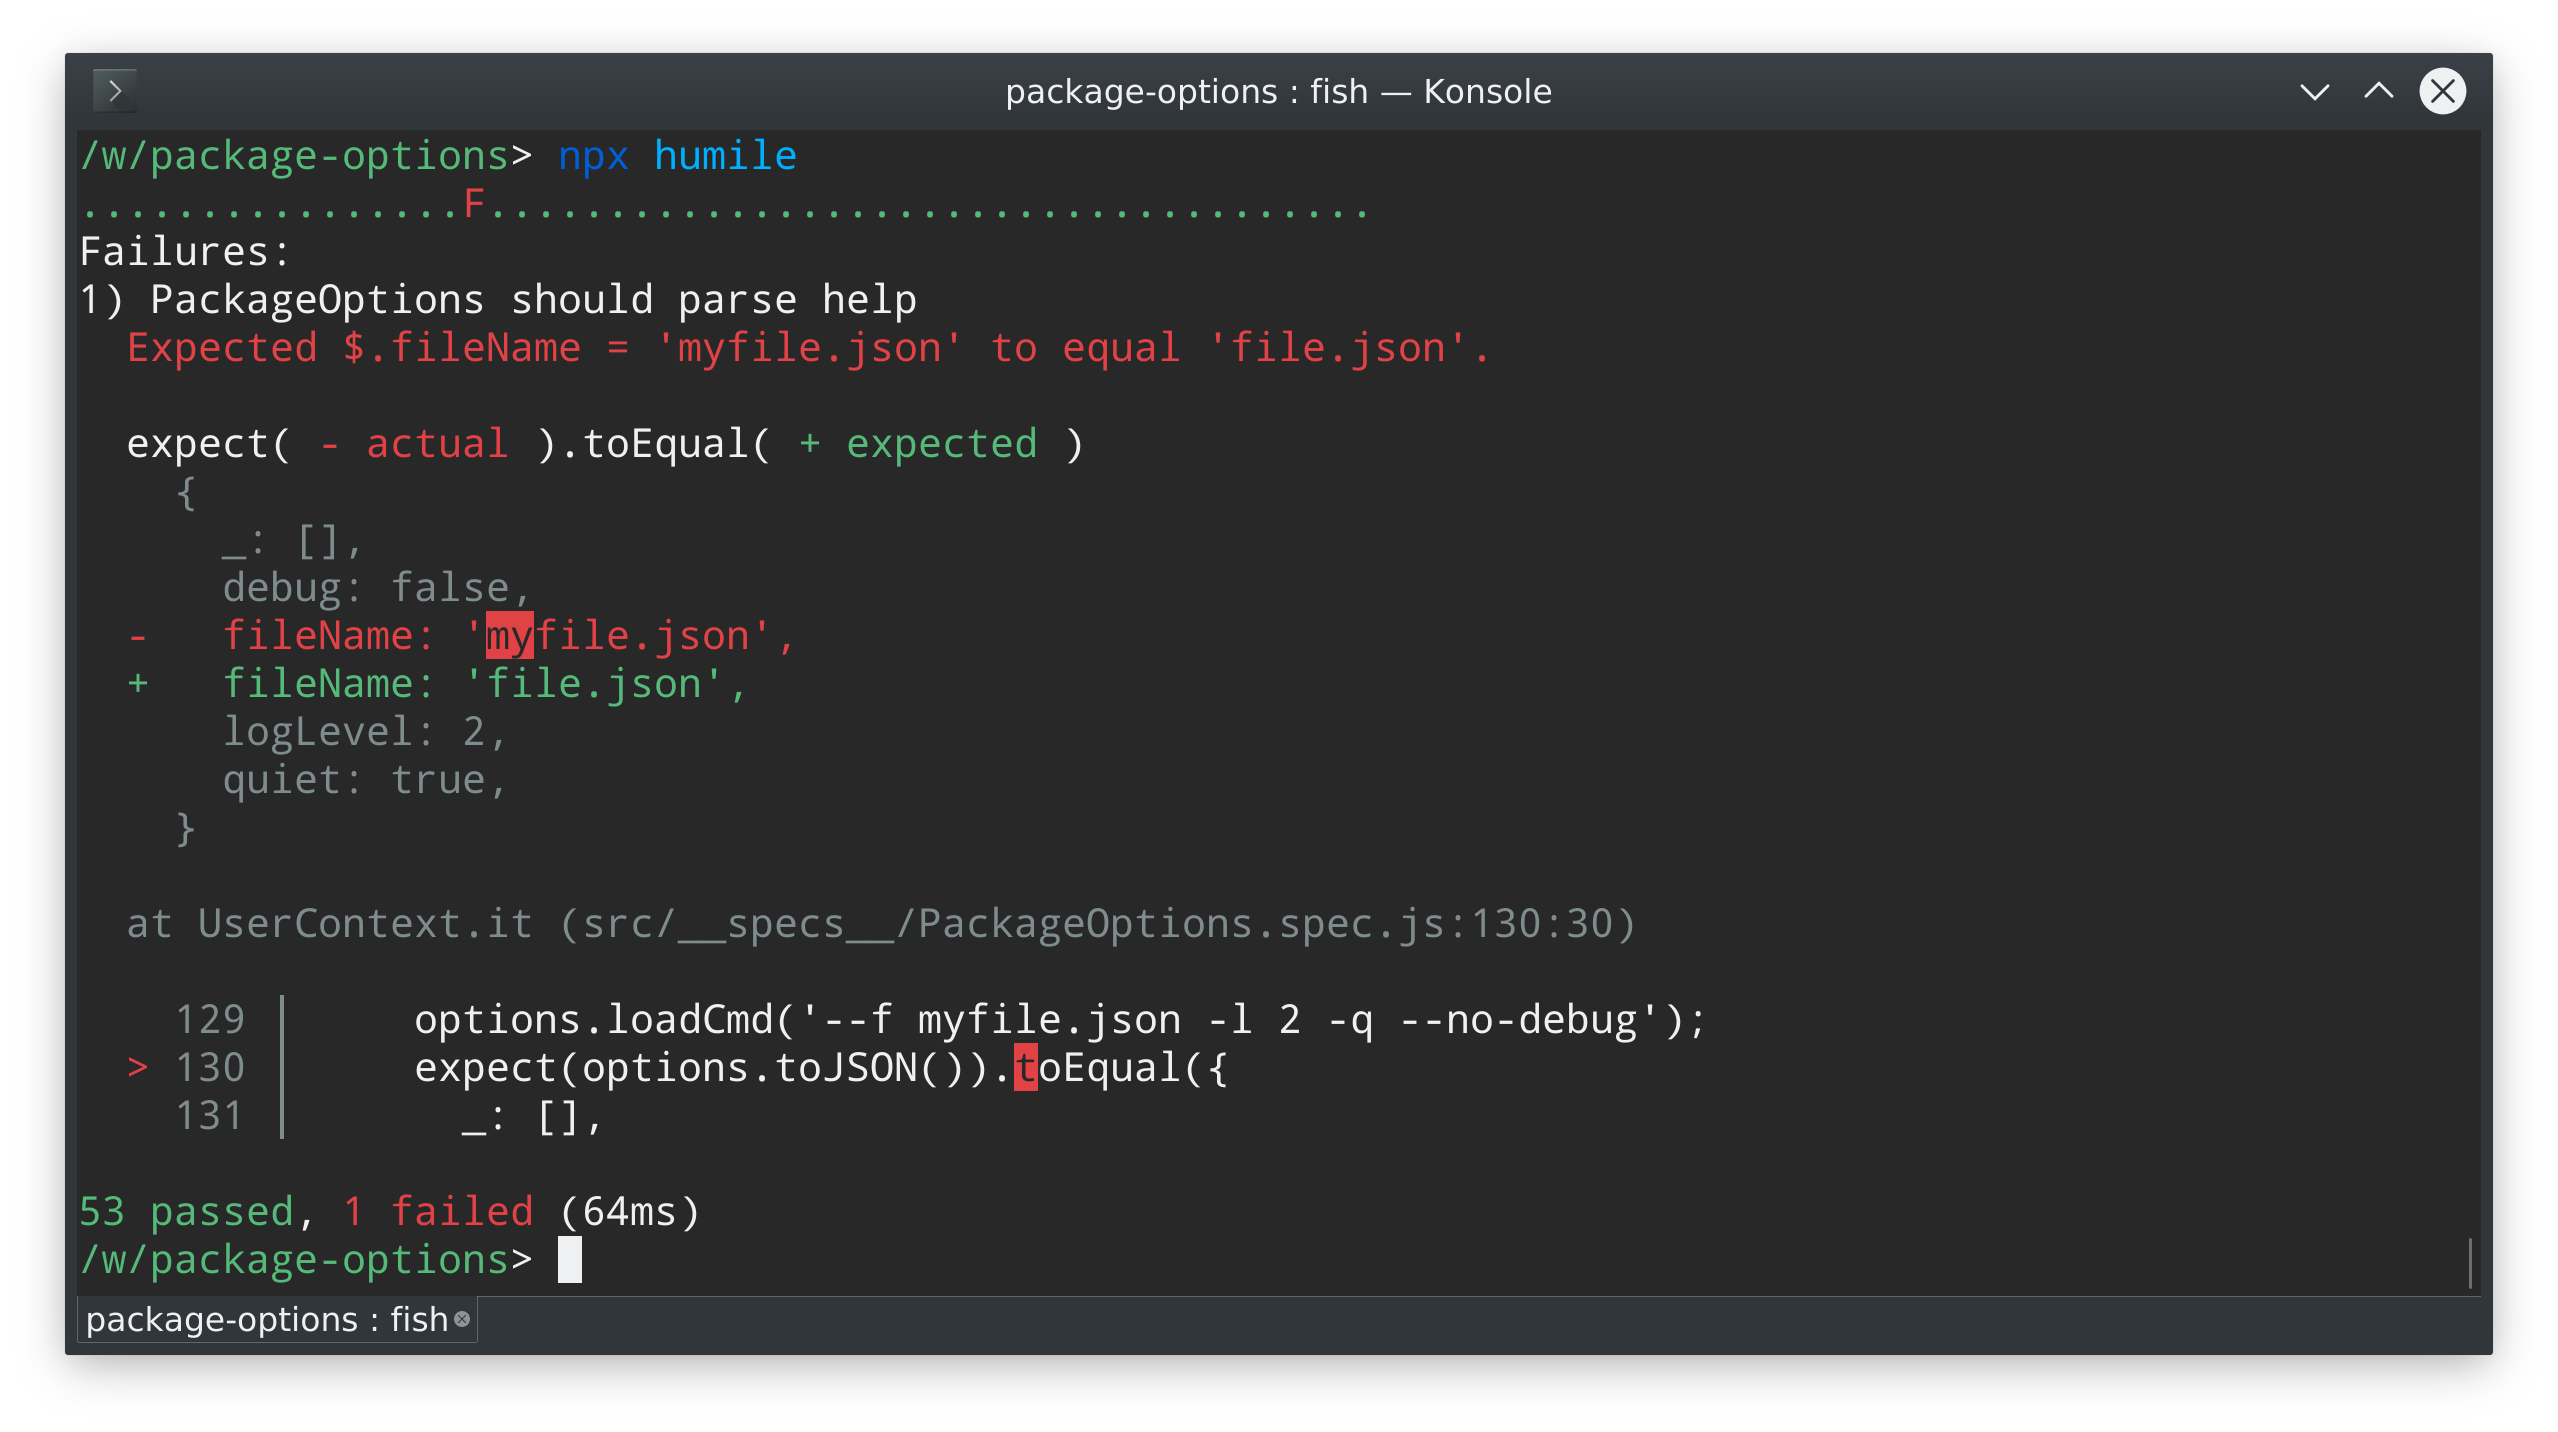 package-options : fish — Konsole
/w/package-options> npx humile
................F.....................................
Failures:
1) PackageOptions should parse help
  Expected $.fileName = 'myfile.json' to equal 'file.json'.

  expect( - actual ).toEqual( + expected )
    {
      _: [],
      debug: false,
  -   fileName: 'myfile.json',
  +   fileName: 'file.json',
      logLevel: 2,
      quiet: true,
    }

  at UserContext.it (src/__specs__/PackageOptions.spec.js:130:30)

    129 |     options.loadCmd('--f myfile.json -l 2 -q --no-debug');
  > 130 |     expect(options.toJSON()).toEqual({
    131 |       _: [],

53 passed, 1 failed (64ms)
/w/package-options>
package-options : fish